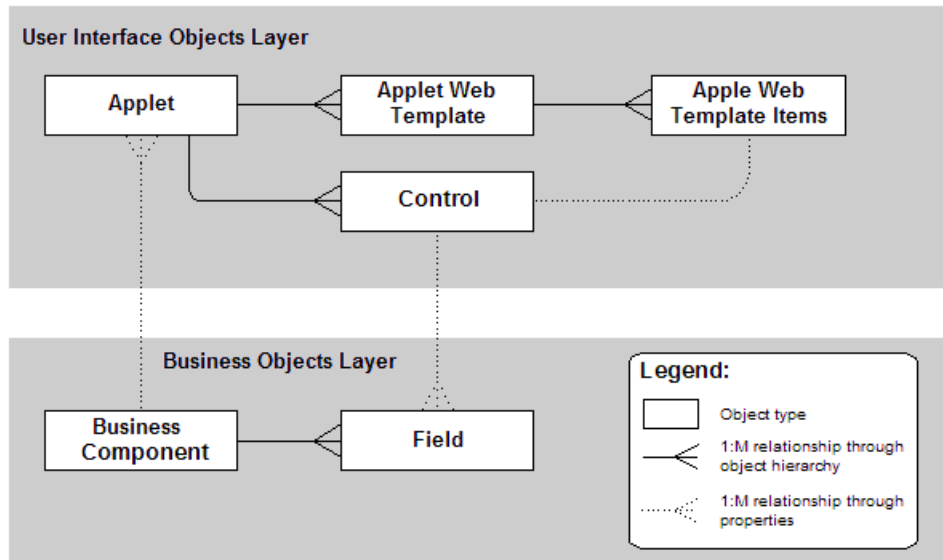 User Interface Objects Layer
Applet
Applet Web
Template
Apple Web
Template Items
Control
Business Objects Layer
Business
Component
Field
Legend:
Object type
1:M relationship through
object hierarchy
1:M relationship through
properties